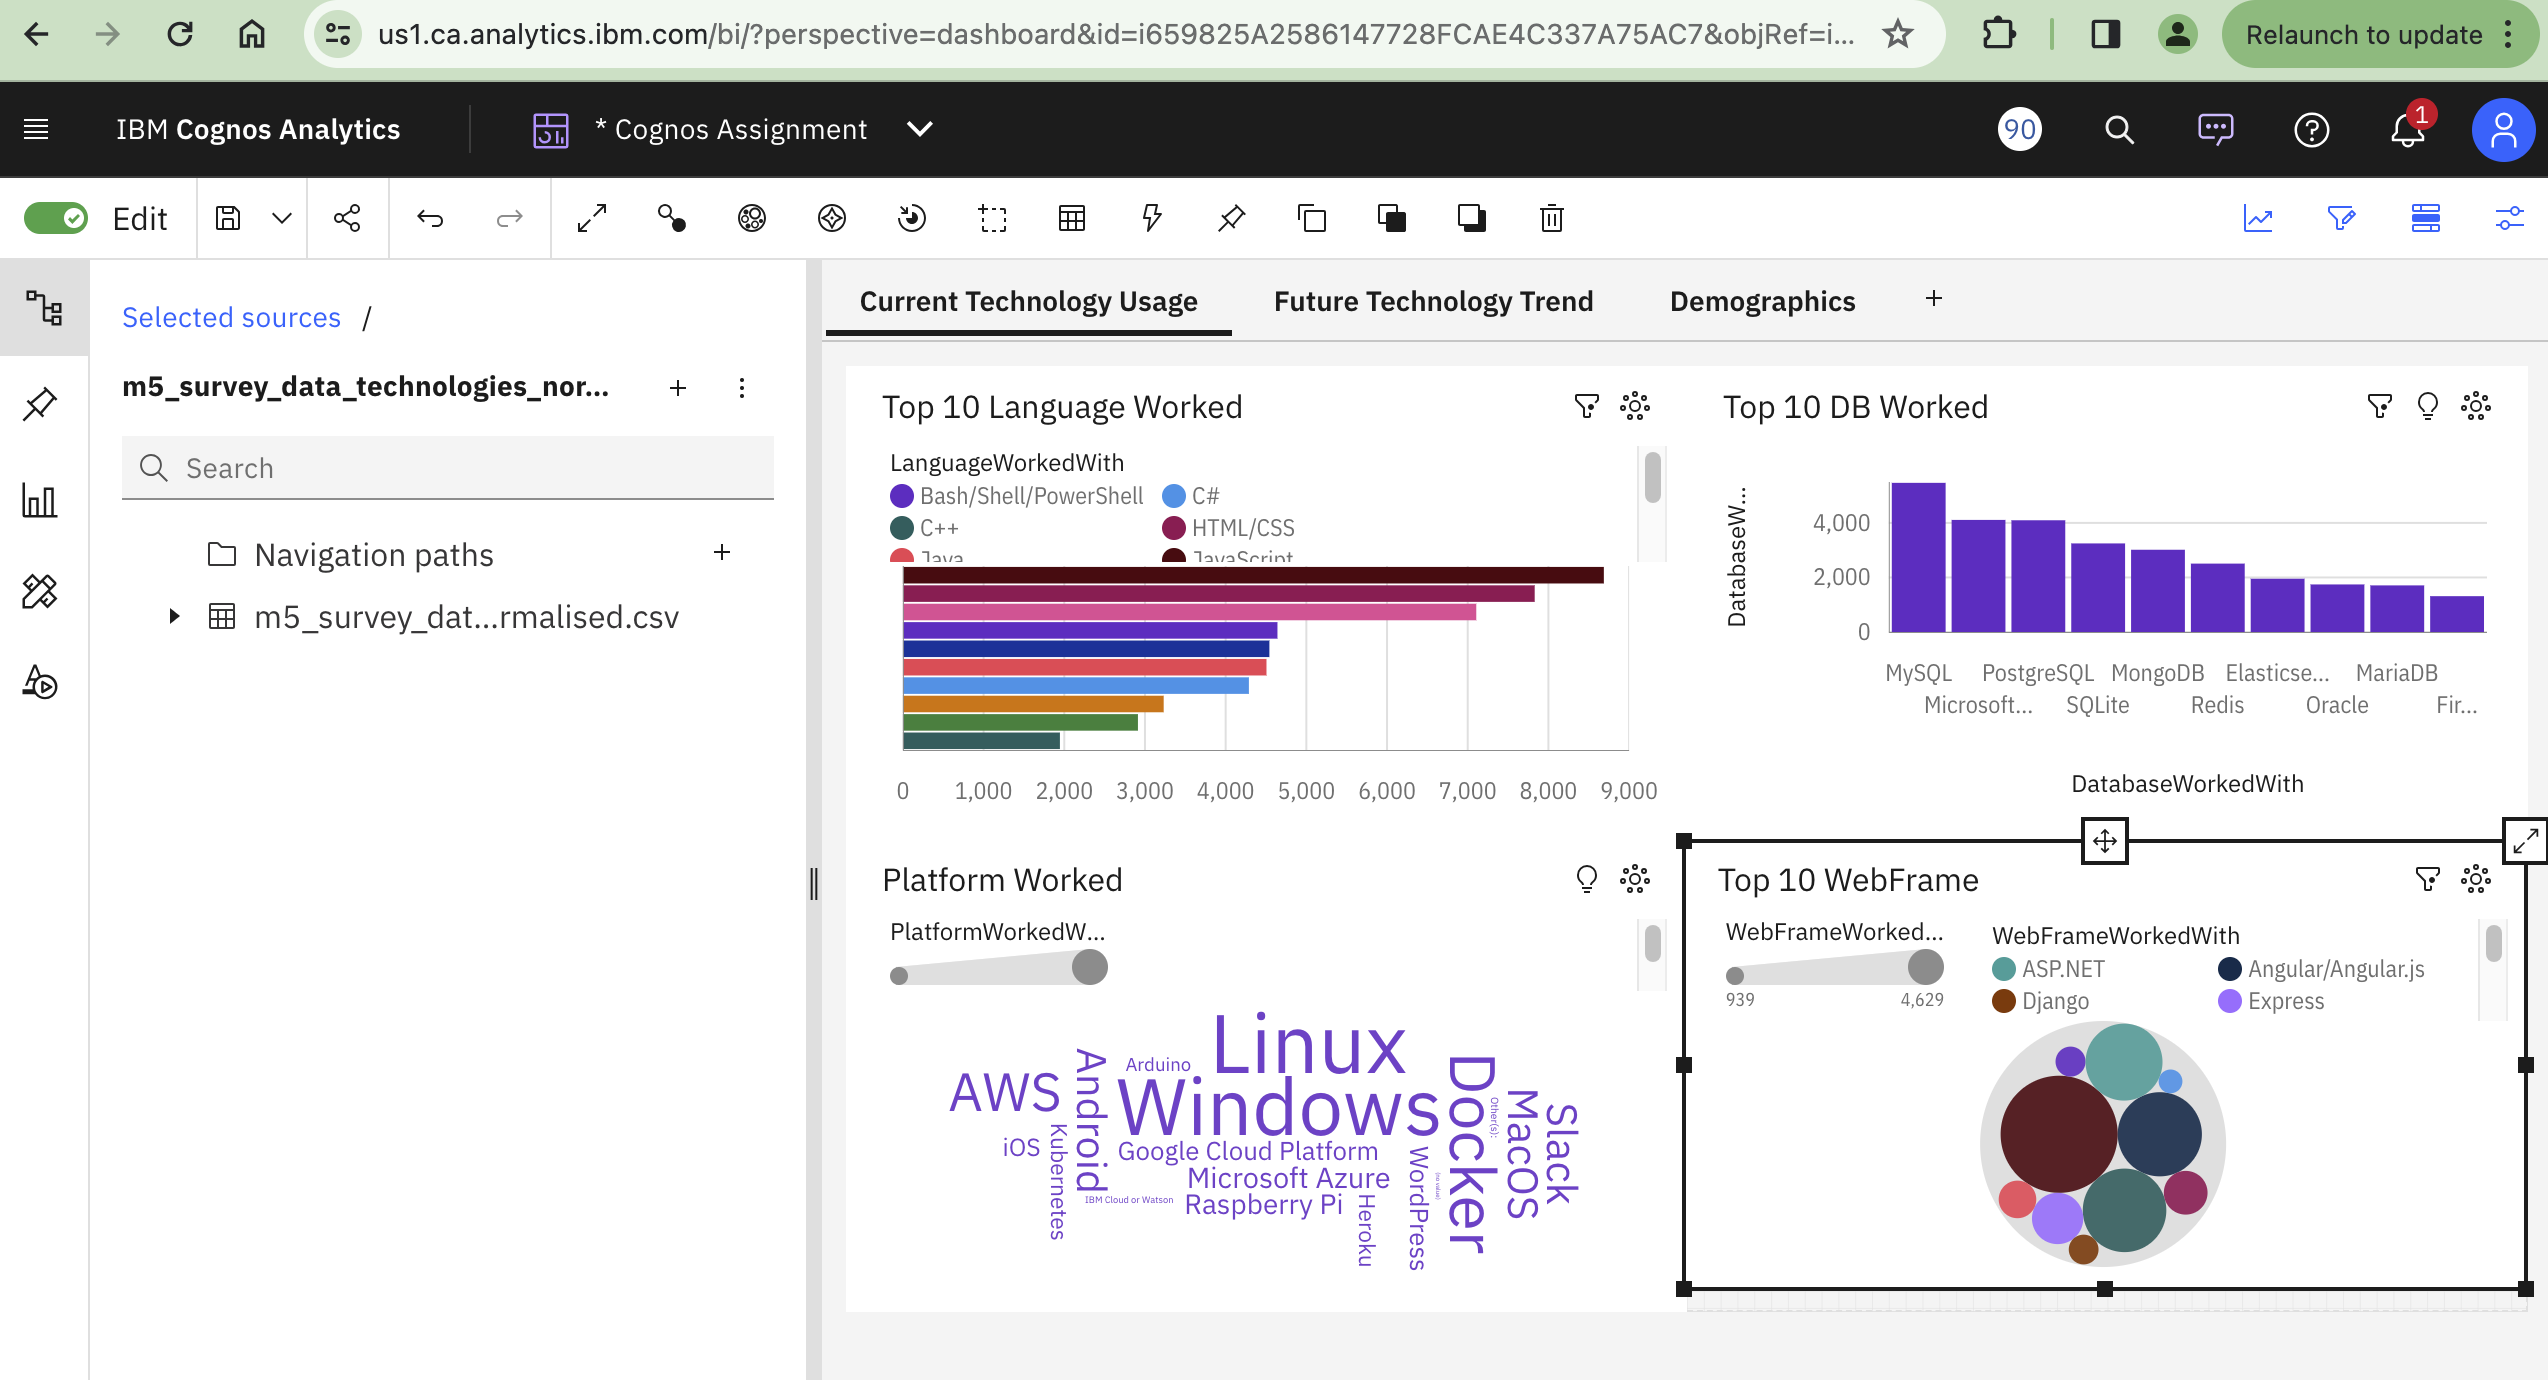 us1.ca.analytics.ibm.com/bi/?perspective=dashboard&id=i659825A2586147728FCAE4C337A75AC7&objRef=i...
Relaunch to update
IBM Cognos Analytics
* Cognos Assignment
90
1
Edit
Selected sources /
m5_survey_data_technologies_nor...
Search
Navigation paths
m5_survey_dat...rmalised.csv
Current Technology Usage
Future Technology Trend
Demographics
Top 10 Language Worked
LanguageWorkedWith
Bash/Shell/PowerShell
C#
C++
HTML/CSS
Java
JavaScript
0 1,000 2,000 3,000 4,000 5,000 6,000 7,000 8,000 9,000
Top 10 DB Worked
DatabaseW...
4,000
2,000
0
MySQL PostgreSQL MongoDB Elasticse... MariaDB
Microsoft... SQLite Redis Oracle Fir...
DatabaseWorkedWith
Platform Worked
PlatformWorkedW...
Linux
Arduino
AWS
Android
Windows
Docker
Other(s):
MacOS
Slack
iOS
Kubernetes
Google Cloud Platform
Microsoft Azure
WordPress
IBM Cloud or Watson
Raspberry Pi
Heroku
Top 10 WebFrame
WebFrameWorked...
939 4,629
WebFrameWorkedWith
ASP.NET
Angular/Angular.js
Django
Express